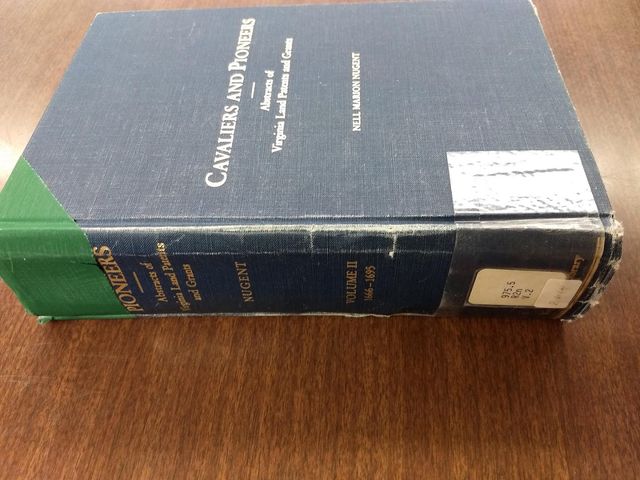 CAVALIERS AND PIONEERS
Abstracts of
Virginia Land Patents and Grants
NELL MARION NUGENT
PIONEERS
Abstracts of
Virginia Land Patents
and Grants
NUGENT
VOLUME II
1666-1695
975.5
R2n
V.2